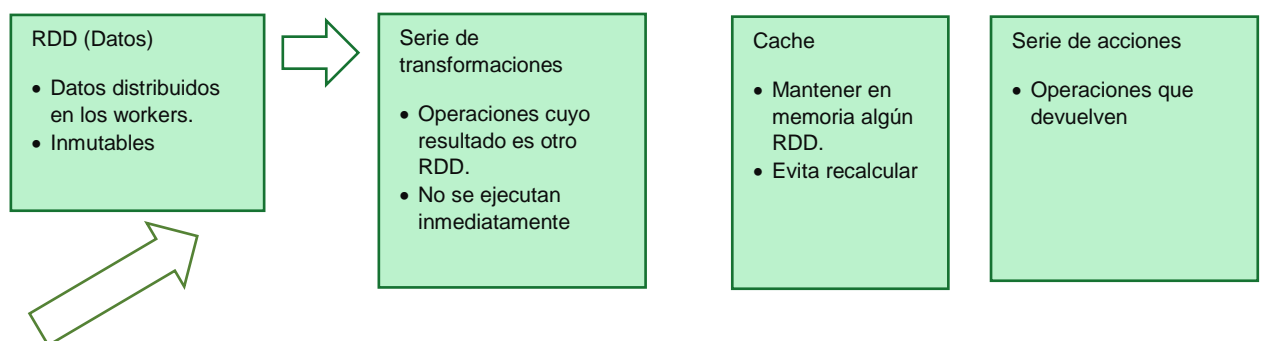 RDD (Datos)
• Datos distribuidos
en los workers.
• Inmutables
Serie de
transformaciones
• Operaciones cuyo
resultado es otro
RDD.
• No se ejecutan
inmediatamente
Cache
• Mantener en
memoria algún
RDD.
• Evita recalcular
Serie de acciones
• Operaciones que
devuelven